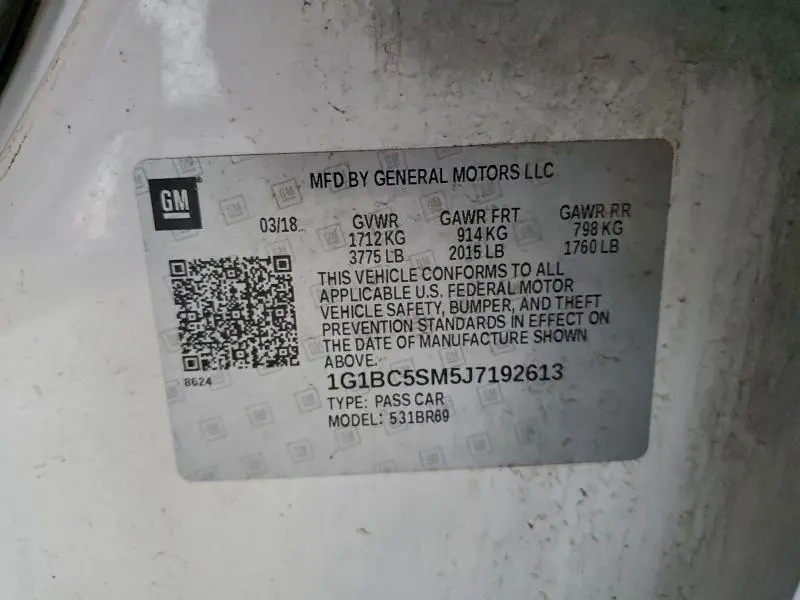 GM
MFD BY GENERAL MOTORS LLC
03/18 GVWR GAWR FRT GAWR RR
1712 KG 914 KG 798 KG
3775 LB 2015 LB 1760 LB
THIS VEHICLE CONFORMS TO ALL
APPLICABLE U.S. FEDERAL MOTOR
VEHICLE SAFETY, BUMPER, AND THEFT
PREVENTION STANDARDS IN EFFECT ON
THE DATE OF MANUFACTURE SHOWN
ABOVE.
8624
1G1BC5SM5J7192613
TYPE: PASS CAR
MODEL: 531BR69